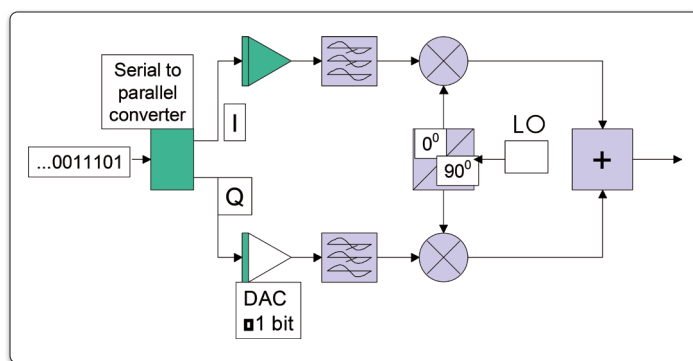 Serial to
parallel
converter
I
...0011101
0⁰
90⁰
LO
+
Q
DAC
1 bit